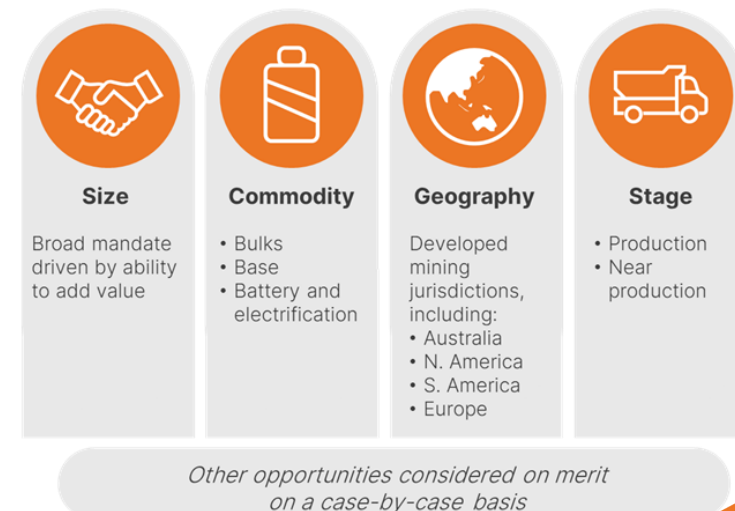 Size
Broad mandate
driven by ability
to add value
Commodity
• Bulks
• Base
• Battery and
electrification
Geography
Developed
mining
jurisdictions,
including:
• Australia
• N. America
• S. America
• Europe
Stage
• Production
• Near
production
Other opportunities considered on merit
on a case-by-case basis